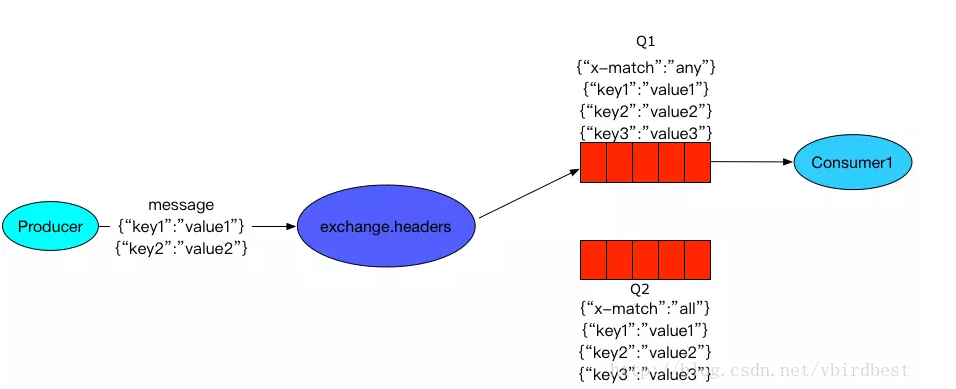 Q1
{“x-match”:”any”}
{“key1”:”value1”}
{“key2”:”value2”}
{“key3”:”value3”}
Consumer1
message
Producer
{“key1”:”value1”}
{“key2”:”value2”}
exchange.headers
Q2
{“x-match”:”all”}
{“key1”:”value1”}
{“key2”:”value2”}
{“key3”:”value3”}
http://blog.csdn.net/vbirdbest